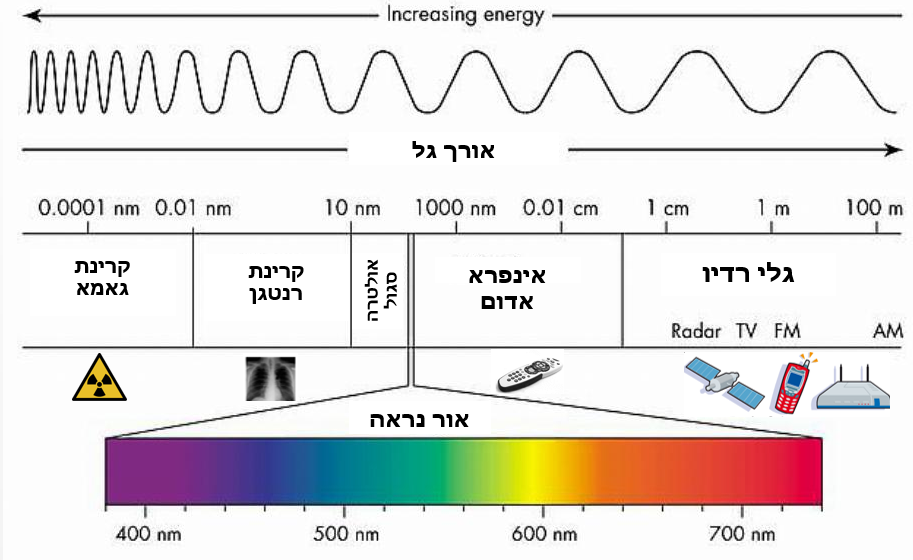 Increasing energy
אורך גל
0.0001 nm 0.01 nm 10 nm 1000 nm 0.01 cm 1 cm 1 m 100 m
קרינת
גאמא
קרינת
רנטגן
אולטרה
סגול
אינפרא
אדום
גלי רדיו
Radar TV FM AM
אור נראה
400 nm 500 nm 600 nm 700 nm